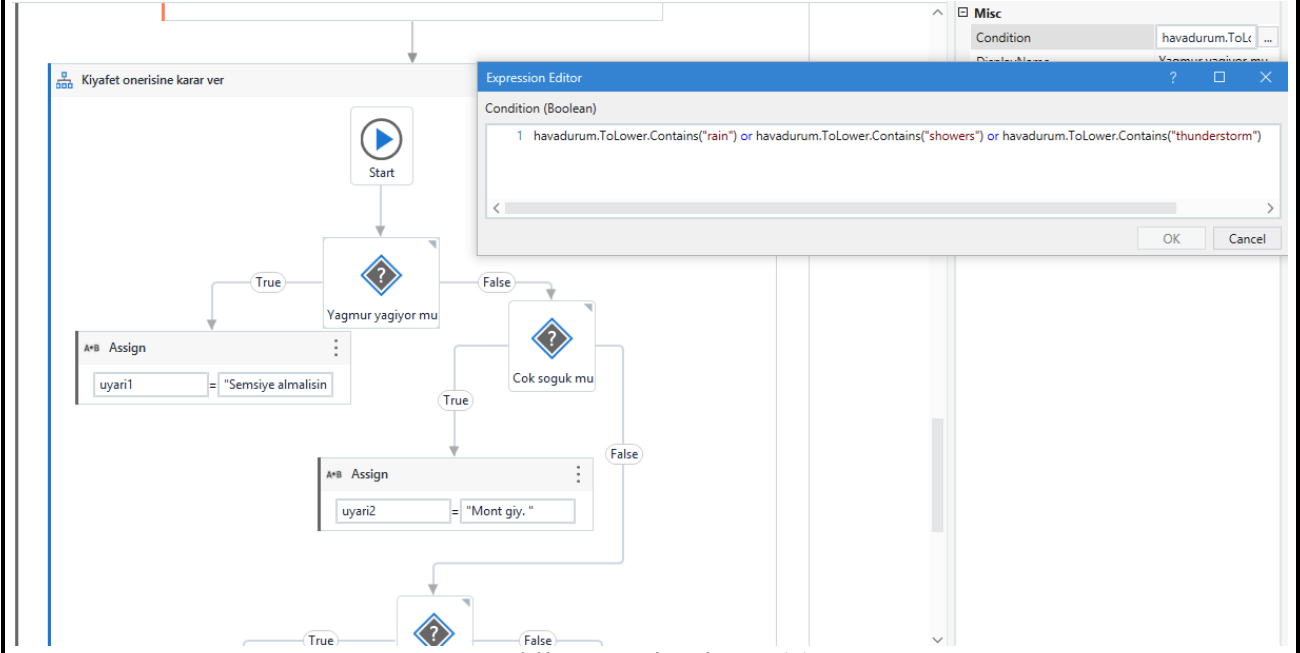 Misc
Condition
havadurum.ToLo
...
Kiyafet onerisine karar ver
Expression Editor
?
Condition (Boolean)
1 havadurum.ToLower.Contains("rain") or havadurum.ToLower.Contains("showers") or havadurum.ToLower.Contains("thunderstorm")
OK
Cancel
Start
True
False
Yagmur yagiyor mu
A*B Assign
uyari1 = "Semsiye almalisin
Cok soguk mu
True
False
A*B Assign
uyari2 = "Mont giy. "
True
False